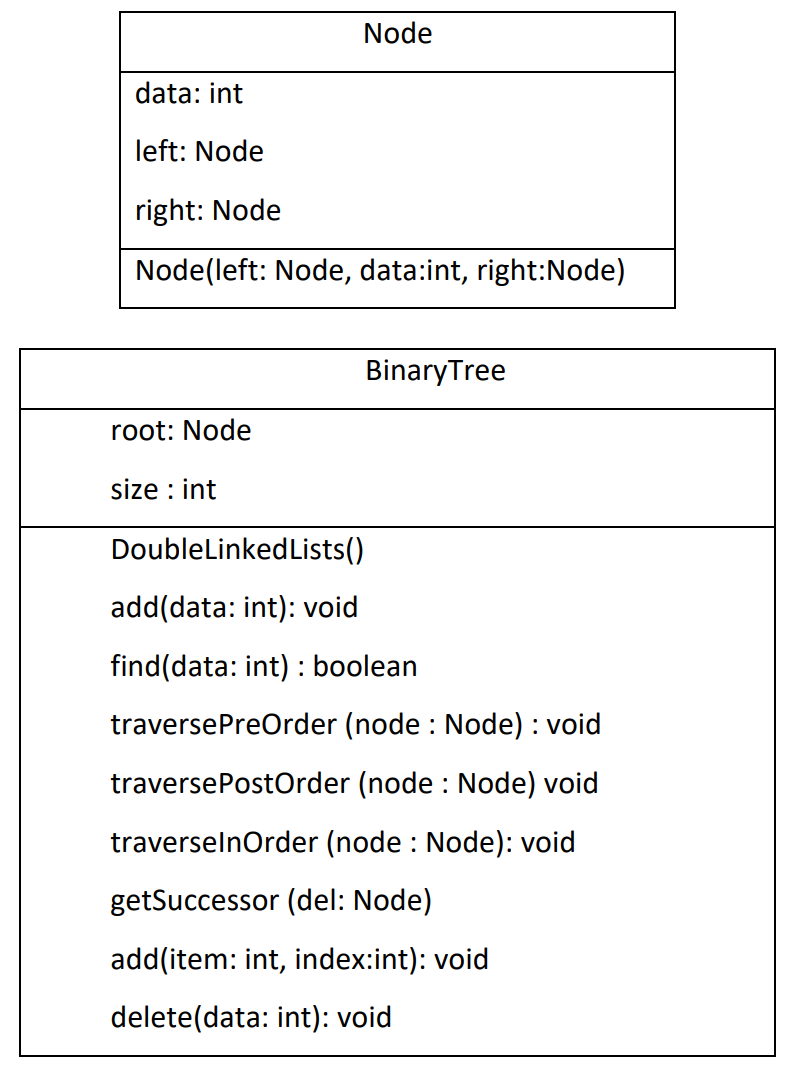 Node
data: int
left: Node
right: Node
Node(left: Node, data:int, right:Node)
BinaryTree
root: Node
size : int
DoubleLinkedLists()
add(data: int): void
find(data: int) : boolean
traversePreOrder (node : Node) : void
traversePostOrder (node : Node) void
traverseInOrder (node : Node): void
getSuccessor (del: Node)
add(item: int, index:int): void
delete(data: int): void